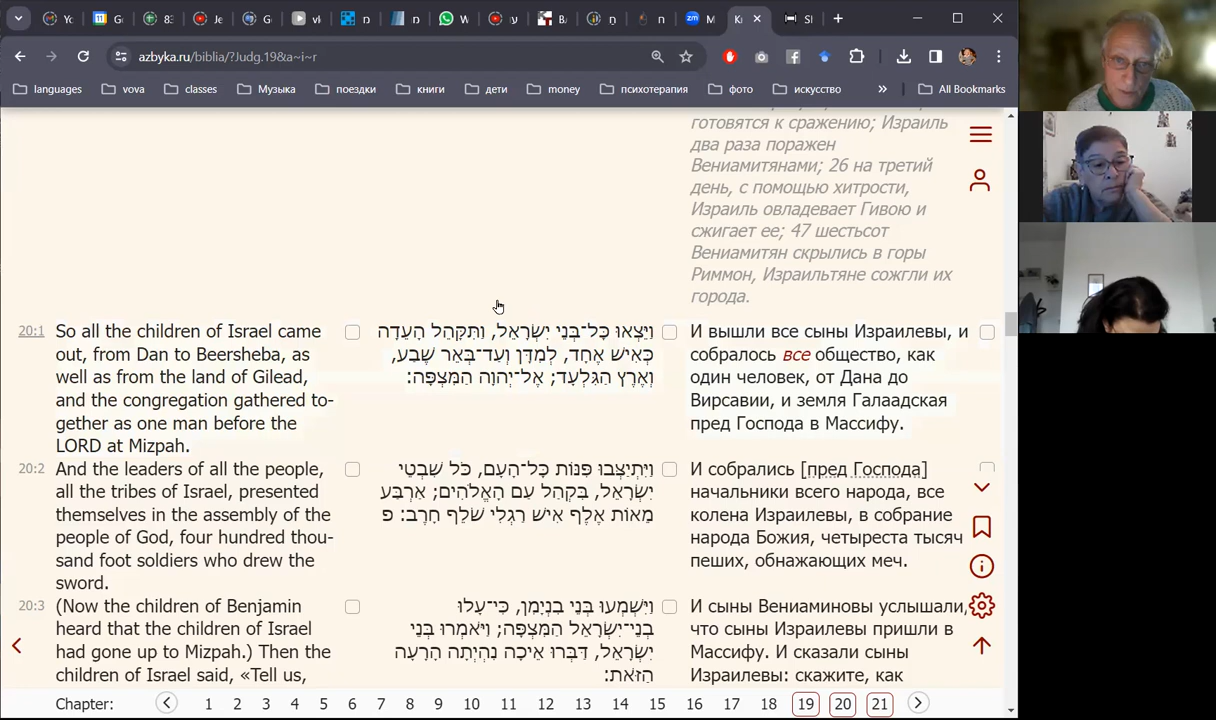 azbyka.ru/biblia/?Judg.19&a~i~r
languages
vova
classes
Музыка
поездки
книги
дети
money
психотерапия
фото
искусство
»
All Bookmarks
готовятся к сражению; Израиль
два раза поражен
Вениамитянами; 26 на третий
день, с помощью хитрости,
Израиль овладевает Гивою и
сжигает ее; 47 шестьсот
Вениамитян скрылись в горы
Риммон, Израильтяне сожгли их
города.
20:1
So all the children of Israel came
out, from Dan to Beersheba, as
well as from the land of Gilead,
and the congregation gathered to-
gether as one man before the
LORD at Mizpah.
וַיֵּצְאוּ כָּל־בְּנֵי יִשְׂרָאֵל, וַתִּקָּהֵל הָעֵדָה
כְּאִישׁ אֶחָד, לְמִדָּן וְעַד־בְּאֵר שֶׁבַע,
וְאֶרֶץ הַגִּלְעָד; אֶל־יְהוָה הַמִּצְפָּה׃
И вышли все сыны Израилевы, и
собралось все общество, как
один человек, от Дана до
Вирсавии, и земля Галаадская
пред Господа в Массифу.
20:2
And the leaders of all the people,
all the tribes of Israel, presented
themselves in the assembly of the
people of God, four hundred thou-
sand foot soldiers who drew the
sword.
וַיִּתְיַצְּבוּ פִּנּוֹת כָּל־הָעָם, כֹּל שִׁבְטֵי
יִשְׂרָאֵל, בִּקְהַל עַם הָאֱלֹהִים; אַרְבַּע
מֵאוֹת אֶלֶף אִישׁ רַגְלִי שֹׁלֵף חָרֶב׃ פ
И собрались [пред Господа]
начальники всего народа, все
колена Израилевы, в собрание
народа Божия, четыреста тысяч
пеших, обнажающих меч.
20:3
(Now the children of Benjamin
heard that the children of Israel
had gone up to Mizpah.) Then the
children of Israel said, «Tell us,
וַיִּשְׁמְעוּ בְּנֵי בִנְיָמִן, כִּי־עָלוּ
בְנֵי־יִשְׂרָאֵל הַמִּצְפָּה; וַיֹּאמְרוּ בְּנֵי
יִשְׂרָאֵל, דַּבְּרוּ אֵיכָה נִהְיְתָה הָרָעָה
הַזֹּאת׃
И сыны Вениаминовы услышали,
что сыны Израилевы пришли в
Массифу. И сказали сыны
Израилевы: скажите, как
Chapter: 1 2 3 4 5 6 7 8 9 10 11 12 13 14 15 16 17 18 19 20 21